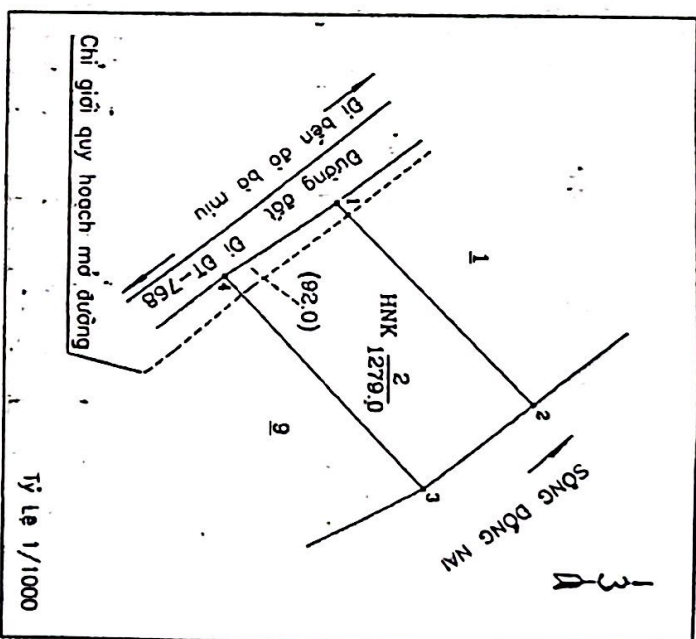 Đi bến đò bà miu
Đường đất
Đi ĐT-768
Chỉ giới quy hoạch mở đường
1
2
3
4
(92.0)
HNK
2
1279.0
1
9
SÔNG ĐỒNG NAI
Tỷ lệ 1/1000